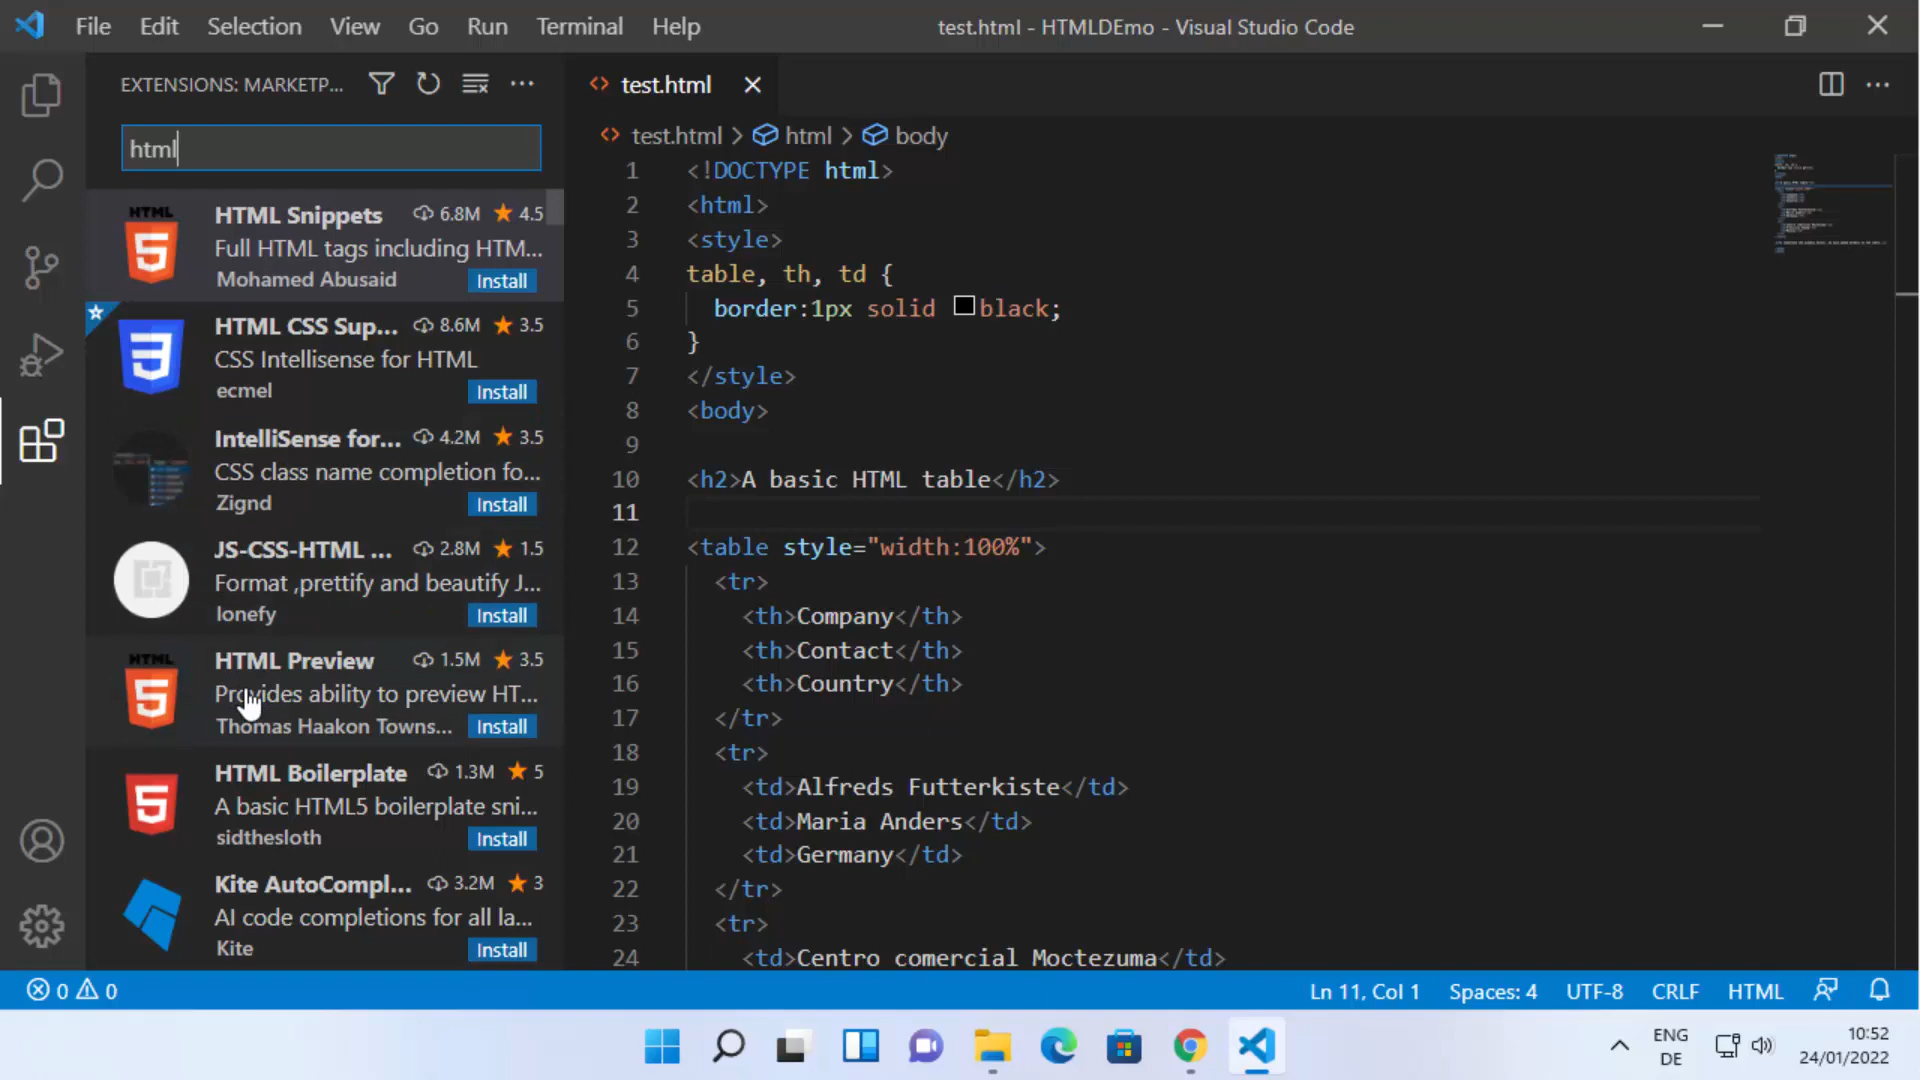 File Edit Selection View Go Run Terminal Help
test.html - HTMLDEmo - Visual Studio Code
EXTENSIONS: MARKETP...
html
HTML Snippets 6.8M 4.5
Full HTML tags including HTM...
Mohamed Abusaid Install
HTML CSS Sup... 8.6M 3.5
CSS Intellisense for HTML
ecmel Install
IntelliSense for... 4.2M 3.5
CSS class name completion fo...
Zignd Install
JS-CSS-HTML ... 2.8M 1.5
Format ,prettify and beautify J...
lonefy Install
HTML Preview 1.5M 3.5
Provides ability to preview HT...
Thomas Haakon Towns... Install
HTML Boilerplate 1.3M 5
A basic HTML5 boilerplate sni...
sidthesloth Install
Kite AutoCompl... 3.2M 3
AI code completions for all la...
Kite Install
test.html
test.html > html > body
1 <!DOCTYPE html>
2 <html>
3 <style>
4 table, th, td {
5   border:1px solid black;
6 }
7 </style>
8 <body>
9
10 <h2>A basic HTML table</h2>
11
12 <table style="width:100%">
13   <tr>
14     <th>Company</th>
15     <th>Contact</th>
16     <th>Country</th>
17   </tr>
18   <tr>
19     <td>Alfreds Futterkiste</td>
20     <td>Maria Anders</td>
21     <td>Germany</td>
22   </tr>
23   <tr>
24     <td>Centro comercial Moctezuma</td>
0 0
Ln 11, Col 1 Spaces: 4 UTF-8 CRLF HTML
ENG
DE
10:52
24/01/2022